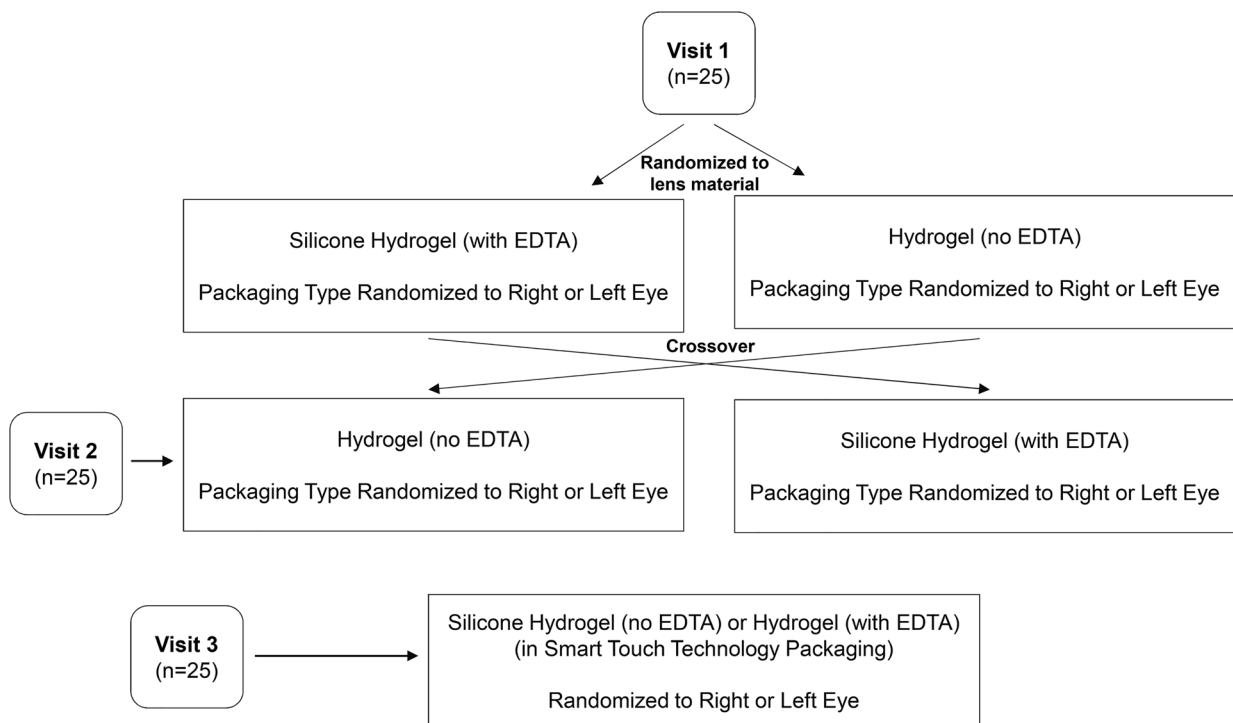 Visit 1
(n=25)
Randomized to
lens material
Silicone Hydrogel (with EDTA)
Packaging Type Randomized to Right or Left Eye
Hydrogel (no EDTA)
Packaging Type Randomized to Right or Left Eye
Crossover
Visit 2
(n=25)
Hydrogel (no EDTA)
Packaging Type Randomized to Right or Left Eye
Silicone Hydrogel (with EDTA)
Packaging Type Randomized to Right or Left Eye
Visit 3
(n=25)
Silicone Hydrogel (no EDTA) or Hydrogel (with EDTA)
(in Smart Touch Technology Packaging)
Randomized to Right or Left Eye